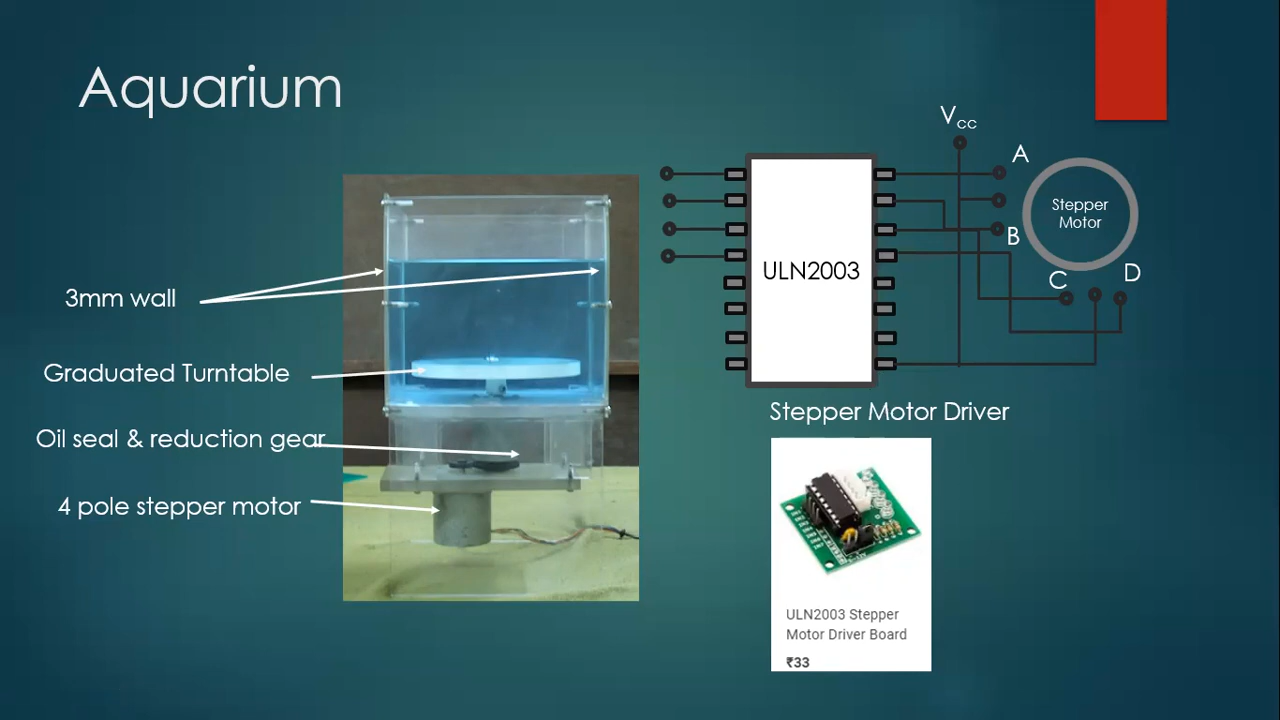 Aquarium
3mm wall
Graduated Turntable
Oil seal & reduction gear
4 pole stepper motor
Vcc
A
Stepper
Motor
B
C
D
ULN2003
Stepper Motor Driver
ULN2003 Stepper
Motor Driver Board
₹33